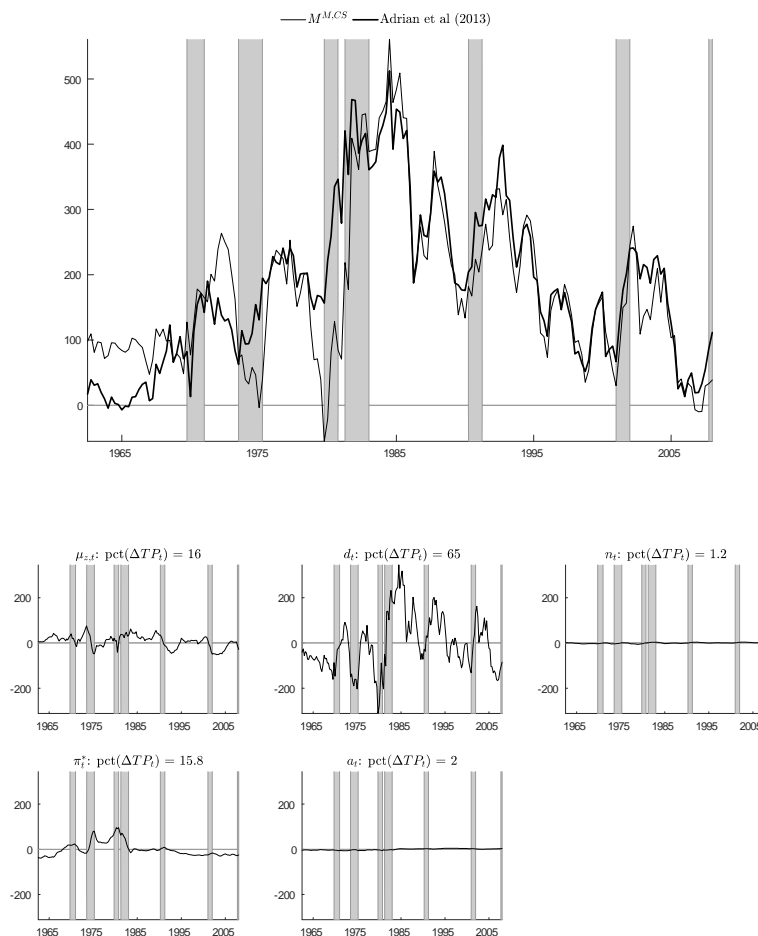 M^{M,CS} Adrian et al (2013)
500
400
300
200
100
0
1965 1975 1985 1995 2005
μ_{z,t}: pct(ΔTP_t) = 16
d_t: pct(ΔTP_t) = 65
n_t: pct(ΔTP_t) = 1.2
200 200 200
0 0 0
-200 -200 -200
1965 1975 1985 1995 2005 1965 1975 1985 1995 2005 1965 1975 1985 1995 2005
π*_t: pct(ΔTP_t) = 15.8
a_t: pct(ΔTP_t) = 2
200 200
0 0
-200 -200
1965 1975 1985 1995 2005 1965 1975 1985 1995 2005